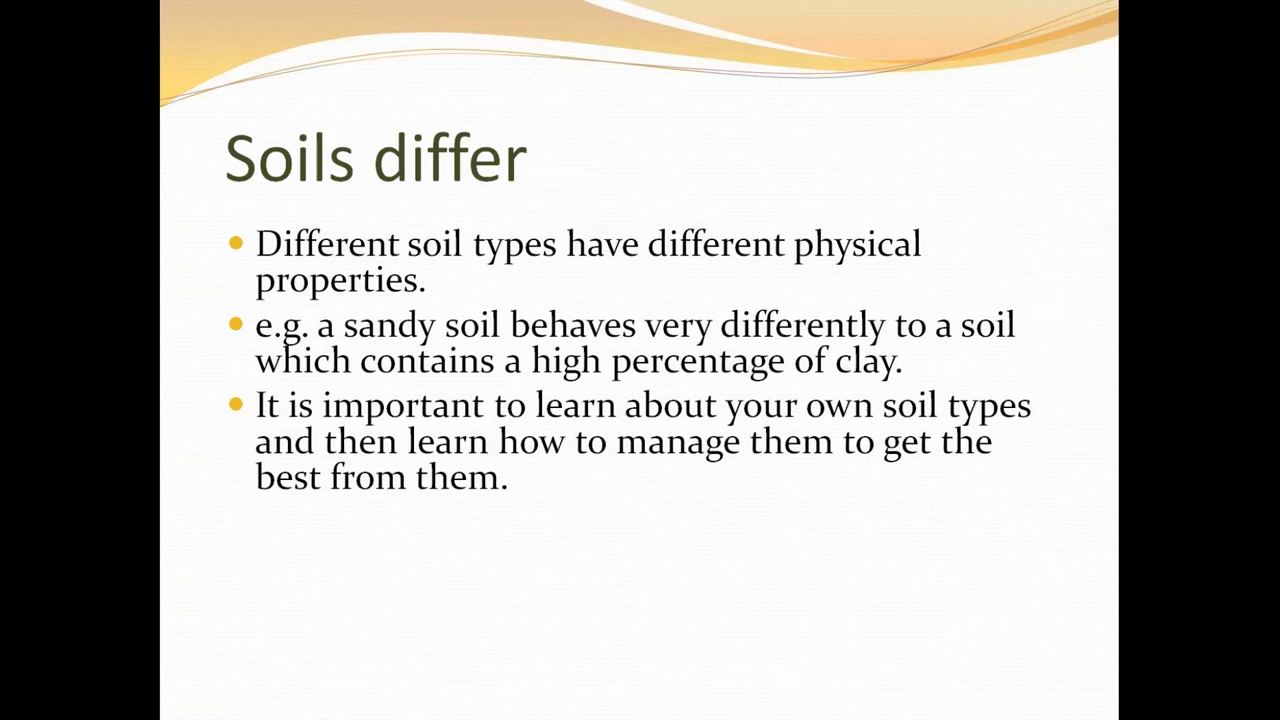 Soils differ
Different soil types have different physical
properties.
e.g. a sandy soil behaves very differently to a soil
which contains a high percentage of clay.
It is important to learn about your own soil types
and then learn how to manage them to get the
best from them.